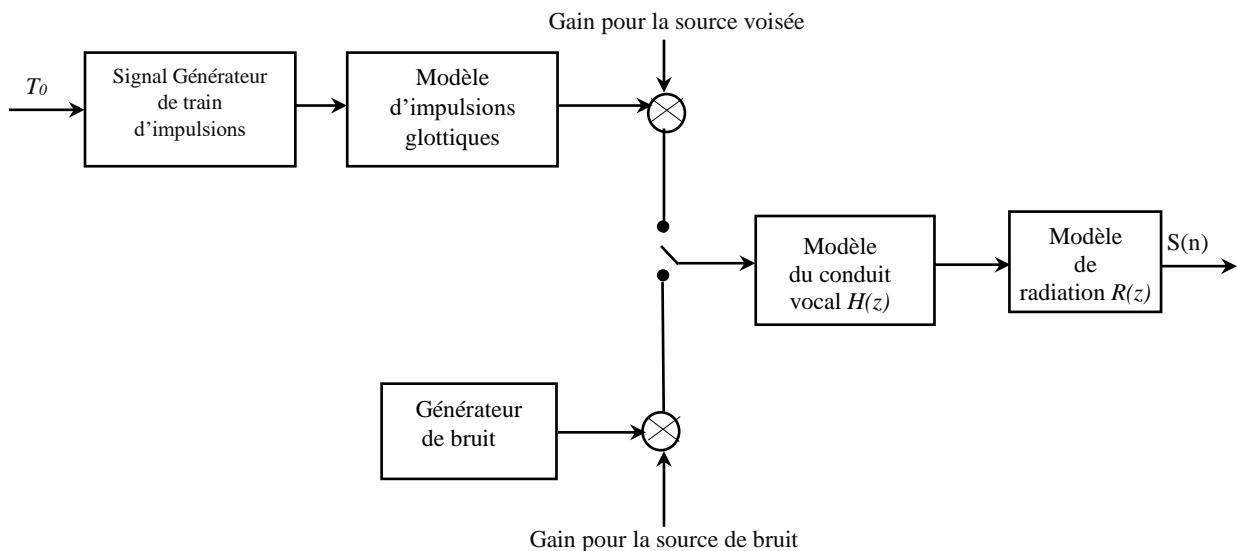 Gain pour la source voisée
T0
Signal Générateur
de train
d’impulsions
Modèle
d’impulsions
glottiques
Modèle
du conduit
vocal H(z)
Modèle
de
radiation R(z)
S(n)
Générateur
de bruit
Gain pour la source de bruit